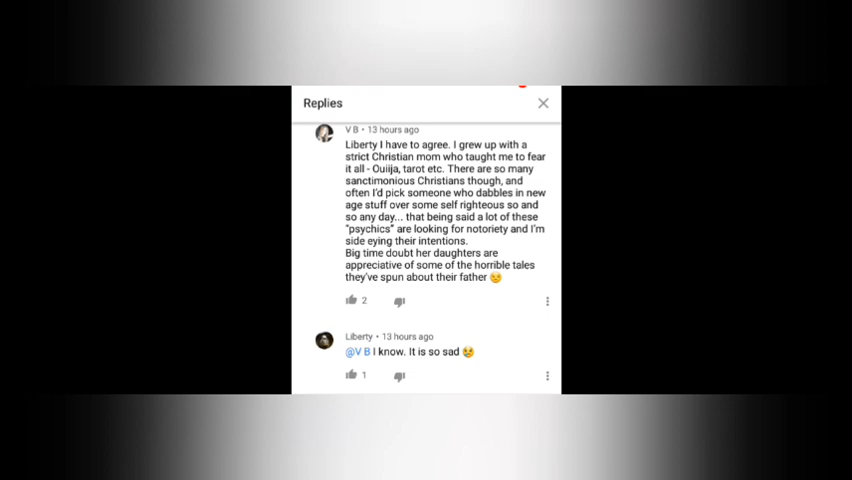 Replies
V B • 13 hours ago
Liberty I have to agree. I grew up with a
strict Christian mom who taught me to fear
it all - Ouiija, tarot etc. There are so many
sanctimonious Christians though, and
often I'd pick someone who dabbles in new
age stuff over some self righteous so and
so any day... that being said a lot of these
“psychics” are looking for notoriety and I'm
side eying their intentions.
Big time doubt her daughters are
appreciative of some of the horrible tales
they've spun about their father 😒
2
Liberty • 13 hours ago
@V B I know. It is so sad 😢
1